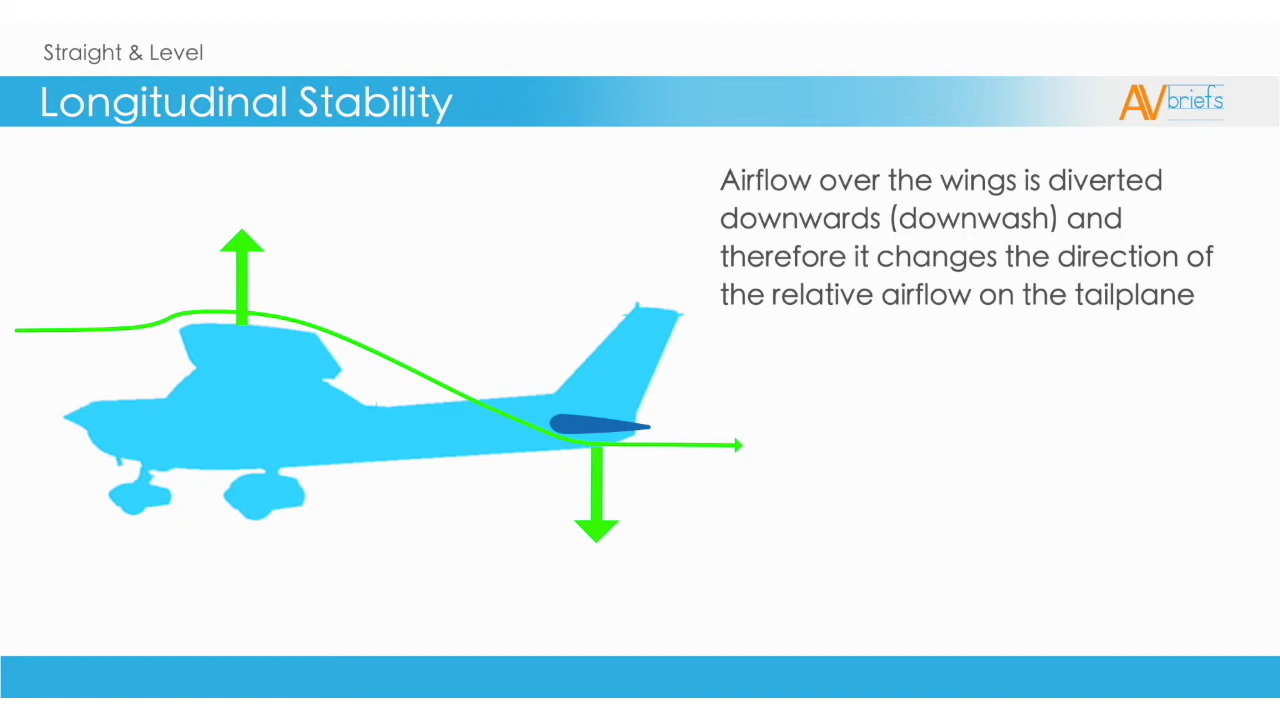 Straight & Level
Longitudinal Stability
AVbriefs
Airflow over the wings is diverted
downwards (downwash) and
therefore it changes the direction of
the relative airflow on the tailplane